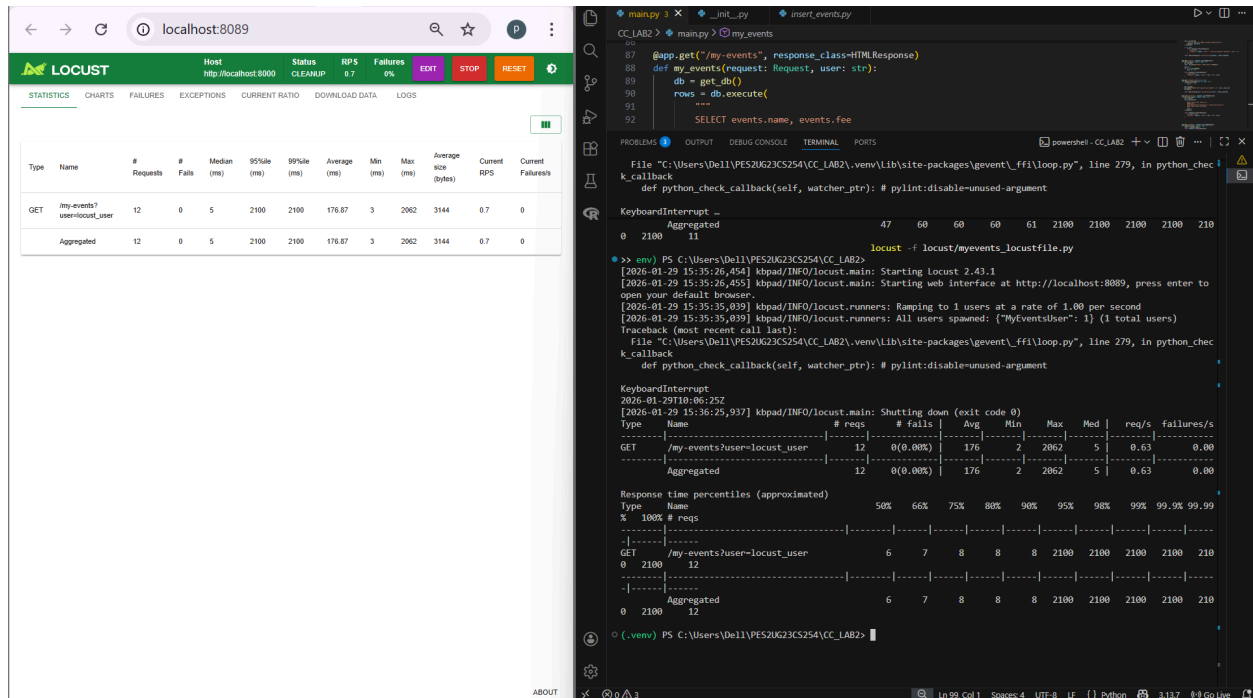 localhost:8089
p
LOCUST
Host
http://localhost:8000
Status
CLEANUP
RPS
0.7
Failures
0%
EDIT
STOP
RESET
STATISTICS CHARTS FAILURES EXCEPTIONS CURRENT RATIO DOWNLOAD DATA LOGS
Type Name # Requests # Fails Median (ms) 95%ile (ms) 99%ile (ms) Average (ms) Min (ms) Max (ms) Average size (bytes) Current RPS Current Failures/s
GET /my-events?user=locust_user 12 0 5 2100 2100 176.87 3 2062 3144 0.7 0
Aggregated 12 0 5 2100 2100 176.87 3 2062 3144 0.7 0
ABOUT
main.py 3 __init__.py insert_events.py
CC_LAB2 > main.py > my_events
87 @app.get("/my-events", response_class=HTMLResponse)
88 def my_events(request: Request, user: str):
89 db = get_db()
90 rows = db.execute(
91 """
92 SELECT events.name, events.fee
PROBLEMS 3 OUTPUT DEBUG CONSOLE TERMINAL PORTS
powershell - CC_LAB2
File "C:\Users\Dell\PES2UG23CS254\CC_LAB2\.venv\Lib\site-packages\gevent\_ffi\loop.py", line 279, in python_chec
k_callback
def python_check_callback(self, watcher_ptr): # pylint:disable=unused-argument
KeyboardInterrupt …
Aggregated 47 60 60 60 61 2100 2100 2100 2100 210
0 2100 11
locust -f locust/myevents_locustfile.py
>> env) PS C:\Users\Dell\PES2UG23CS254\CC_LAB2>
[2026-01-29 15:35:26,454] kbpad/INFO/locust.main: Starting Locust 2.43.1
[2026-01-29 15:35:26,455] kbpad/INFO/locust.main: Starting web interface at http://localhost:8089, press enter to
open your default browser.
[2026-01-29 15:35:35,039] kbpad/INFO/locust.runners: Ramping to 1 users at a rate of 1.00 per second
[2026-01-29 15:35:35,039] kbpad/INFO/locust.runners: All users spawned: {"MyEventsUser": 1} (1 total users)
Traceback (most recent call last):
File "C:\Users\Dell\PES2UG23CS254\CC_LAB2\.venv\Lib\site-packages\gevent\_ffi\loop.py", line 279, in python_chec
k_callback
def python_check_callback(self, watcher_ptr): # pylint:disable=unused-argument
KeyboardInterrupt
2026-01-29T10:06:25Z
[2026-01-29 15:36:25,937] kbpad/INFO/locust.main: Shutting down (exit code 0)
Type Name # reqs # fails | Avg Min Max Med | req/s failures/s
--------|----------------------------|-------|-------------|-------|-------|-------|-------|--------|-----------
GET /my-events?user=locust_user 12 0(0.00%) | 176 2 2062 5 | 0.63 0.00
--------|----------------------------|-------|-------------|-------|-------|-------|-------|--------|-----------
Aggregated 12 0(0.00%) | 176 2 2062 5 | 0.63 0.00
Response time percentiles (approximated)
Type Name 50% 66% 75% 80% 90% 95% 98% 99% 99.9% 99.99
% 100% # reqs
--------|----------------------------|--------|------|------|------|------|------|------|------|------|-----
-|------|------
GET /my-events?user=locust_user 6 7 8 8 8 2100 2100 2100 2100 210
0 2100 12
--------|----------------------------|--------|------|------|------|------|------|------|------|------|-----
-|------|------
Aggregated 6 7 8 8 8 2100 2100 2100 2100 210
0 2100 12
(.venv) PS C:\Users\Dell\PES2UG23CS254\CC_LAB2>
0 3 Ln 99, Col 1 Spaces: 4 UTF-8 LF { } Python 3.13.7 Go Live